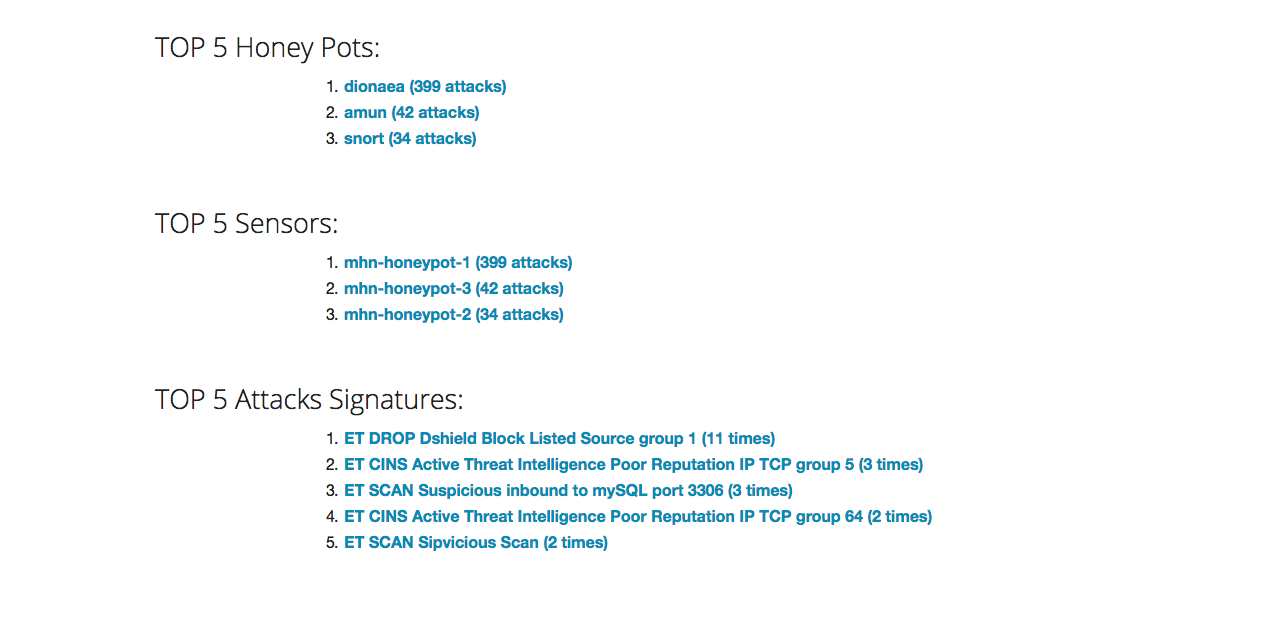 TOP 5 Honey Pots:
1. dionaea (399 attacks)
2. amun (42 attacks)
3. snort (34 attacks)
TOP 5 Sensors:
1. mhn-honeypot-1 (399 attacks)
2. mhn-honeypot-3 (42 attacks)
3. mhn-honeypot-2 (34 attacks)
TOP 5 Attacks Signatures:
1. ET DROP Dshield Block Listed Source group 1 (11 times)
2. ET CINS Active Threat Intelligence Poor Reputation IP TCP group 5 (3 times)
3. ET SCAN Suspicious inbound to mySQL port 3306 (3 times)
4. ET CINS Active Threat Intelligence Poor Reputation IP TCP group 64 (2 times)
5. ET SCAN Sipvicious Scan (2 times)